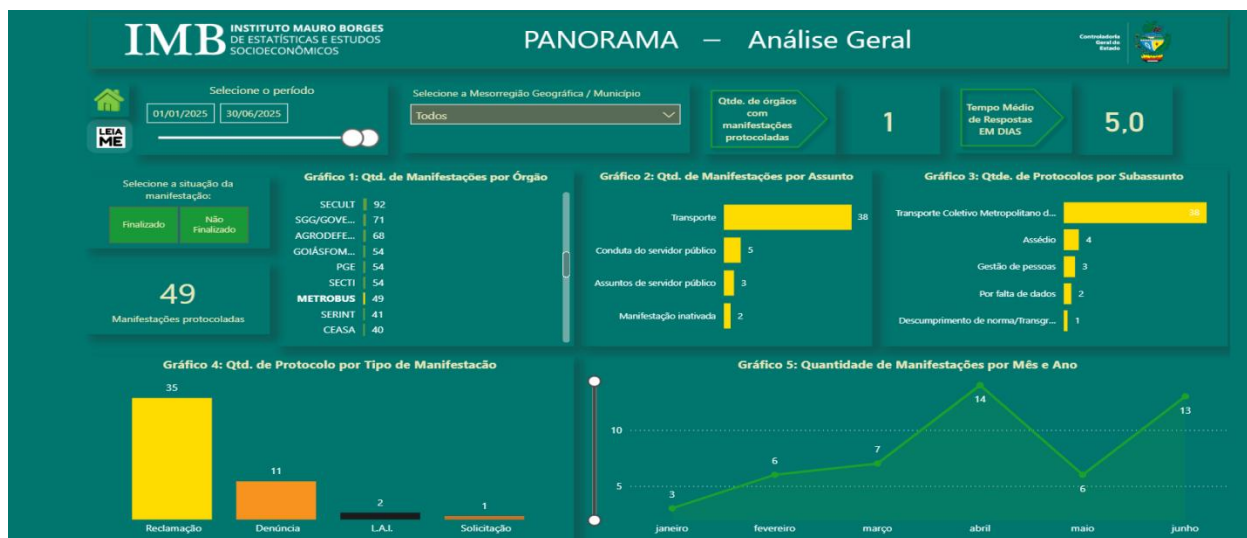 IMB
INSTITUTO MAURO BORGES
DE ESTATÍSTICAS E ESTUDOS
SOCIOECONÔMICOS
PANORAMA – Análise Geral
Controladoria
Geral do
Estado
Selecione o período
01/01/2025 30/06/2025
LEIA
ME
Selecione a Mesorregião Geográfica / Município
Todos
Qtde. de órgãos
com
manifestações
protocoladas
1
Tempo Médio
de Respostas
EM DIAS
5,0
Selecione a situação da
manifestação:
Finalizado
Não
Finalizado
49
Manifestações protocoladas
Gráfico 1: Qtd. de Manifestações por Órgão
SECULT 92
SGG/GOVE... 71
AGRODEFE... 68
GOIÁSFOM... 54
PGE 54
SECTI 54
METROBUS 49
SERINT 41
CEASA 40
Gráfico 2: Qtd. de Manifestações por Assunto
Transporte 38
Conduta do servidor público 5
Assuntos de servidor público 3
Manifestação inativada 2
Gráfico 3: Qtde. de Protocolos por Subassunto
Transporte Coletivo Metropolitano d... 38
Assédio 4
Gestão de pessoas 3
Por falta de dados 2
Descumprimento de norma/Transgr... 1
Gráfico 4: Qtd. de Protocolo por Tipo de Manifestacão
35
11
2
1
Reclamação Denúncia L.A.I. Solicitação
Gráfico 5: Quantidade de Manifestações por Mês e Ano
10
5
3
6
7
14
6
13
janeiro fevereiro março abril maio junho